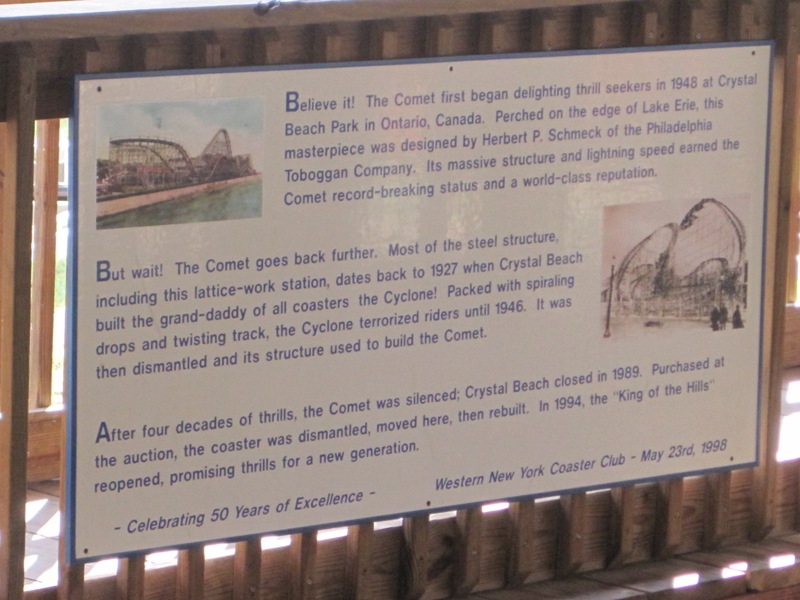 Believe it! The Comet first began delighting thrill seekers in 1948 at Crystal
Beach Park in Ontario, Canada. Perched on the edge of Lake Erie, this
masterpiece was designed by Herbert P. Schmeck of the Philadelphia
Toboggan Company. Its massive structure and lightning speed earned the
Comet record-breaking status and a world-class reputation.
But wait! The Comet goes back further. Most of the steel structure,
including this lattice-work station, dates back to 1927 when Crystal Beach
built the grand-daddy of all coasters the Cyclone! Packed with spiraling
drops and twisting track, the Cyclone terrorized riders until 1946. It was
then dismantled and its structure used to build the Comet.
After four decades of thrills, the Comet was silenced; Crystal Beach closed in 1989. Purchased at
the auction, the coaster was dismantled, moved here, then rebuilt. In 1994, the "King of the Hills"
reopened, promising thrills for a new generation.
- Celebrating 50 Years of Excellence -
Western New York Coaster Club - May 23rd, 1998